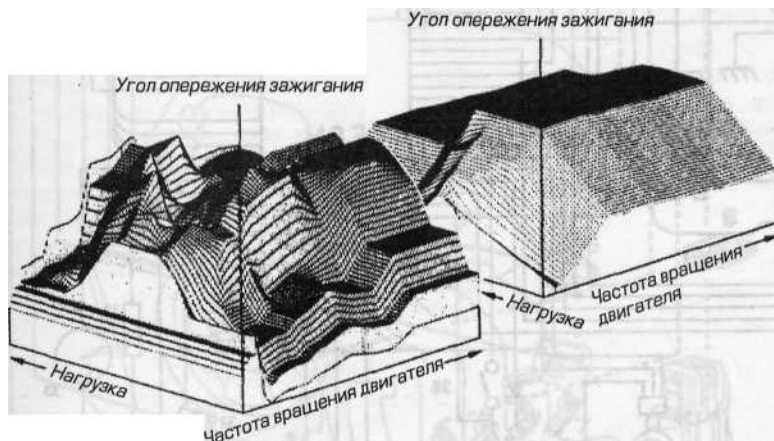 Угол опережения зажигания
Угол опережения зажигания
Нагрузка
Частота вращения двигателя
Нагрузка
Частота вращения
двигателя